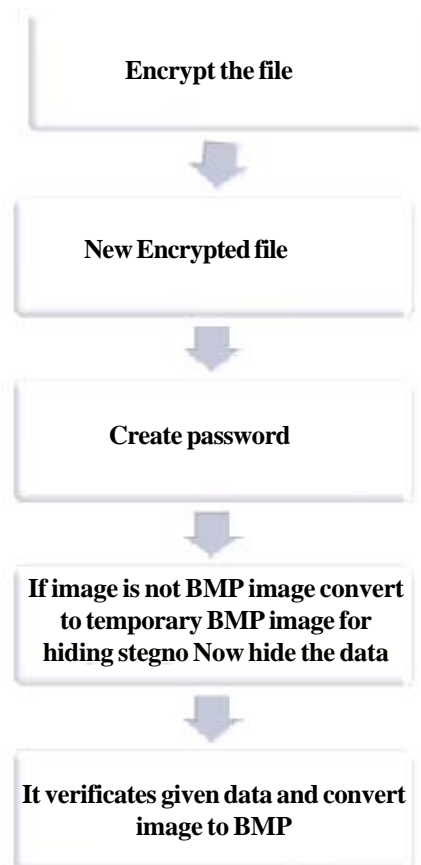 Encrypt the file
New Encrypted file
Create password
If image is not BMP image convert
to temporary BMP image for
hiding stegno Now hide the data
It verificates given data and convert
image to BMP